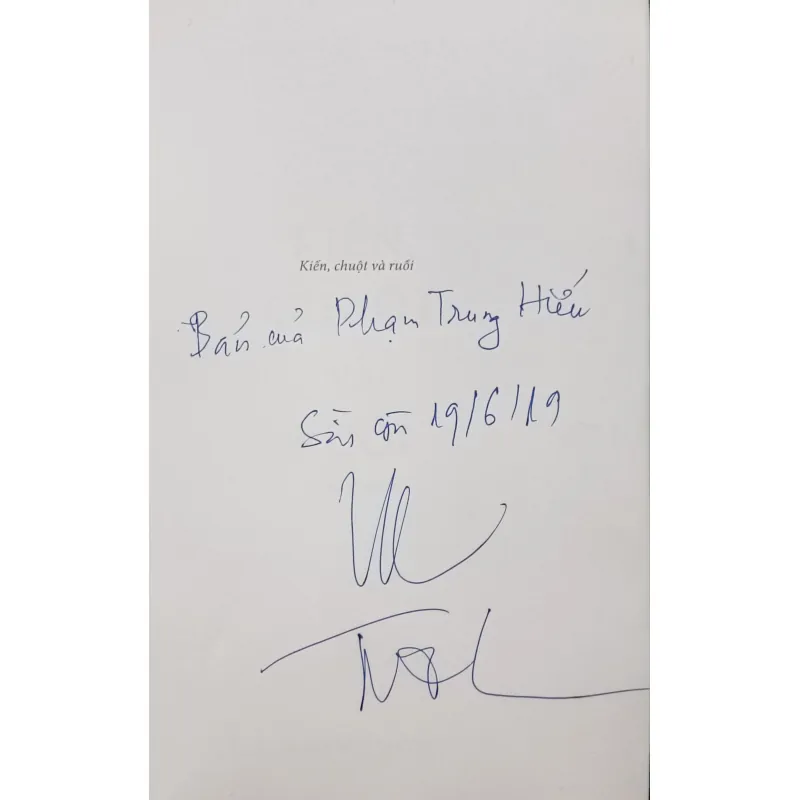 Kiến, chuột và ruồi
Bản của Phạm Trung Hiếu
Sài gòn 19/6/19